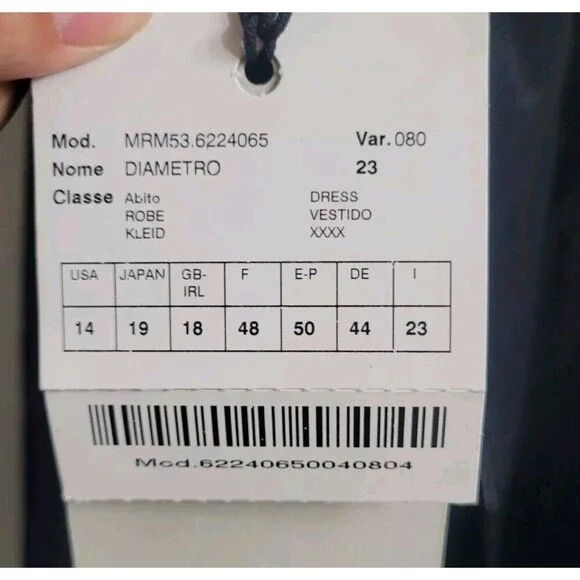 Mod. MRM53.6224065 Var. 080
Nome DIAMETRO 23
Classe Abito DRESS
ROBE VESTIDO
KLEID XXXX
USA JAPAN GB-IRL F E-P DE I
14 19 18 48 50 44 23
Mod.62240650040804